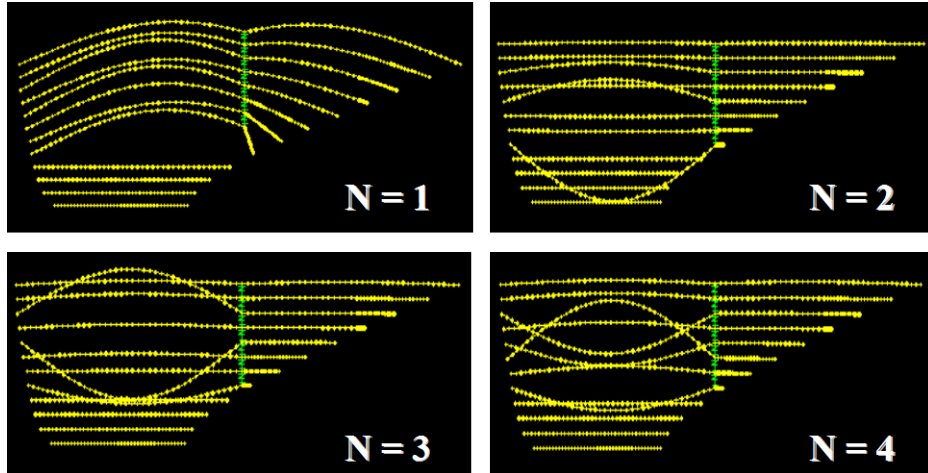 N = 1
N = 2
N = 3
N = 4